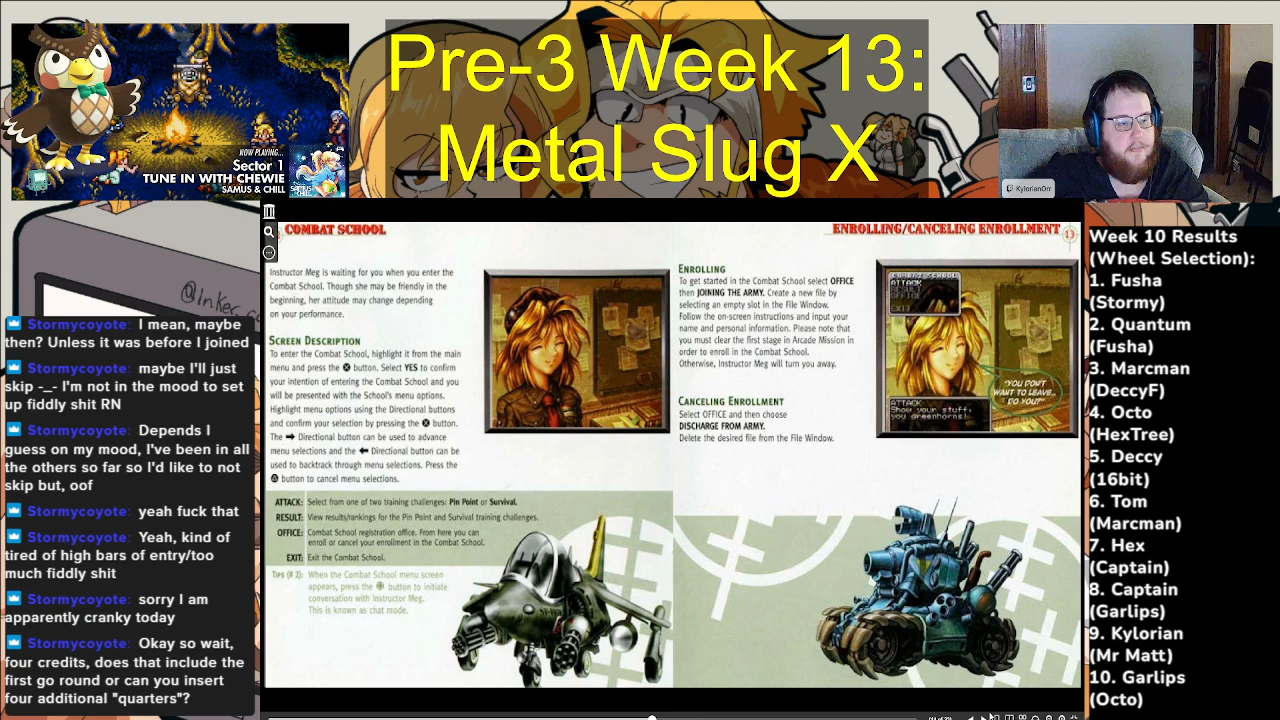 Pre-3 Week 13:
Metal Slug X
NOW PLAYING...
Sector 1
TUNE IN WITH CHEWIE
SAMUS & CHILL
KylorianOrr
@Inker
Stormycoyote: I mean, maybe
then? Unless it was before I joined
Stormycoyote: maybe I'll just
skip -_- I'm not in the mood to set
up fiddly shit RN
Stormycoyote: Depends I
guess on my mood, I've been in all
the others so far so I'd like to not
skip but, oof
Stormycoyote: yeah fuck that
Stormycoyote: Yeah, kind of
tired of high bars of entry/too
much fiddly shit
Stormycoyote: sorry I am
apparently cranky today
Stormycoyote: Okay so wait,
four credits, does that include the
first go round or can you insert
four additional "quarters"?
COMBAT SCHOOL
Instructor Meg is waiting for you when you enter the
Combat School. Though she may be friendly in the
beginning, her attitude may change depending
on your performance.
SCREEN DESCRIPTION
To enter the Combat School, highlight it from the main
menu and press the ⊗ button. Select YES to confirm
your intention of entering the Combat School and you
will be presented with the School's menu options.
Highlight menu options using the Directional buttons
and confirm your selection by pressing the ⊗ button.
The ➡ Directional button can be used to advance
menu selections and the ⬅ Directional button can be
used to backtrack through menu selections. Press the
button to cancel menu selections.
ATTACK: Select from one of two training challenges: Pin Point or Survival.
RESULT: View results/rankings for the Pin Point and Survival training challenges.
OFFICE: Combat School registration office. From here you can
enroll or cancel your enrollment in the Combat School.
EXIT: Exit the Combat School.
TIPS (# 2): When the Combat School menu screen
appears, press the button to initiate
conversation with Instructor Meg.
This is known as chat mode.
ENROLLING/CANCELING ENROLLMENT
13
ENROLLING
To get started in the Combat School select OFFICE
then JOINING THE ARMY. Create a new file by
selecting an empty slot in the File Window.
Follow the on-screen instructions and input your
name and personal information. Please note that
you must clear the first stage in Arcade Mission in
order to enroll in the Combat School.
Otherwise, Instructor Meg will turn you away.
CANCELING ENROLLMENT
Select OFFICE and then choose
DISCHARGE FROM ARMY.
Delete the desired file from the File Window.
COMBAT SCHOOL
ATTACK
RESULT
OFFICE
EXIT
"YOU DON'T
WANT TO LEAVE...
DO YOU?"
ATTACK
Show your stuff,
you greenhorns!
Week 10 Results
(Wheel Selection):
1. Fusha
(Stormy)
2. Quantum
(Fusha)
3. Marcman
(DeccyF)
4. Octo
(HexTree)
5. Deccy
(16bit)
6. Tom
(Marcman)
7. Hex
(Captain)
8. Captain
(Garlips)
9. Kylorian
(Mr Matt)
10. Garlips
(Octo)